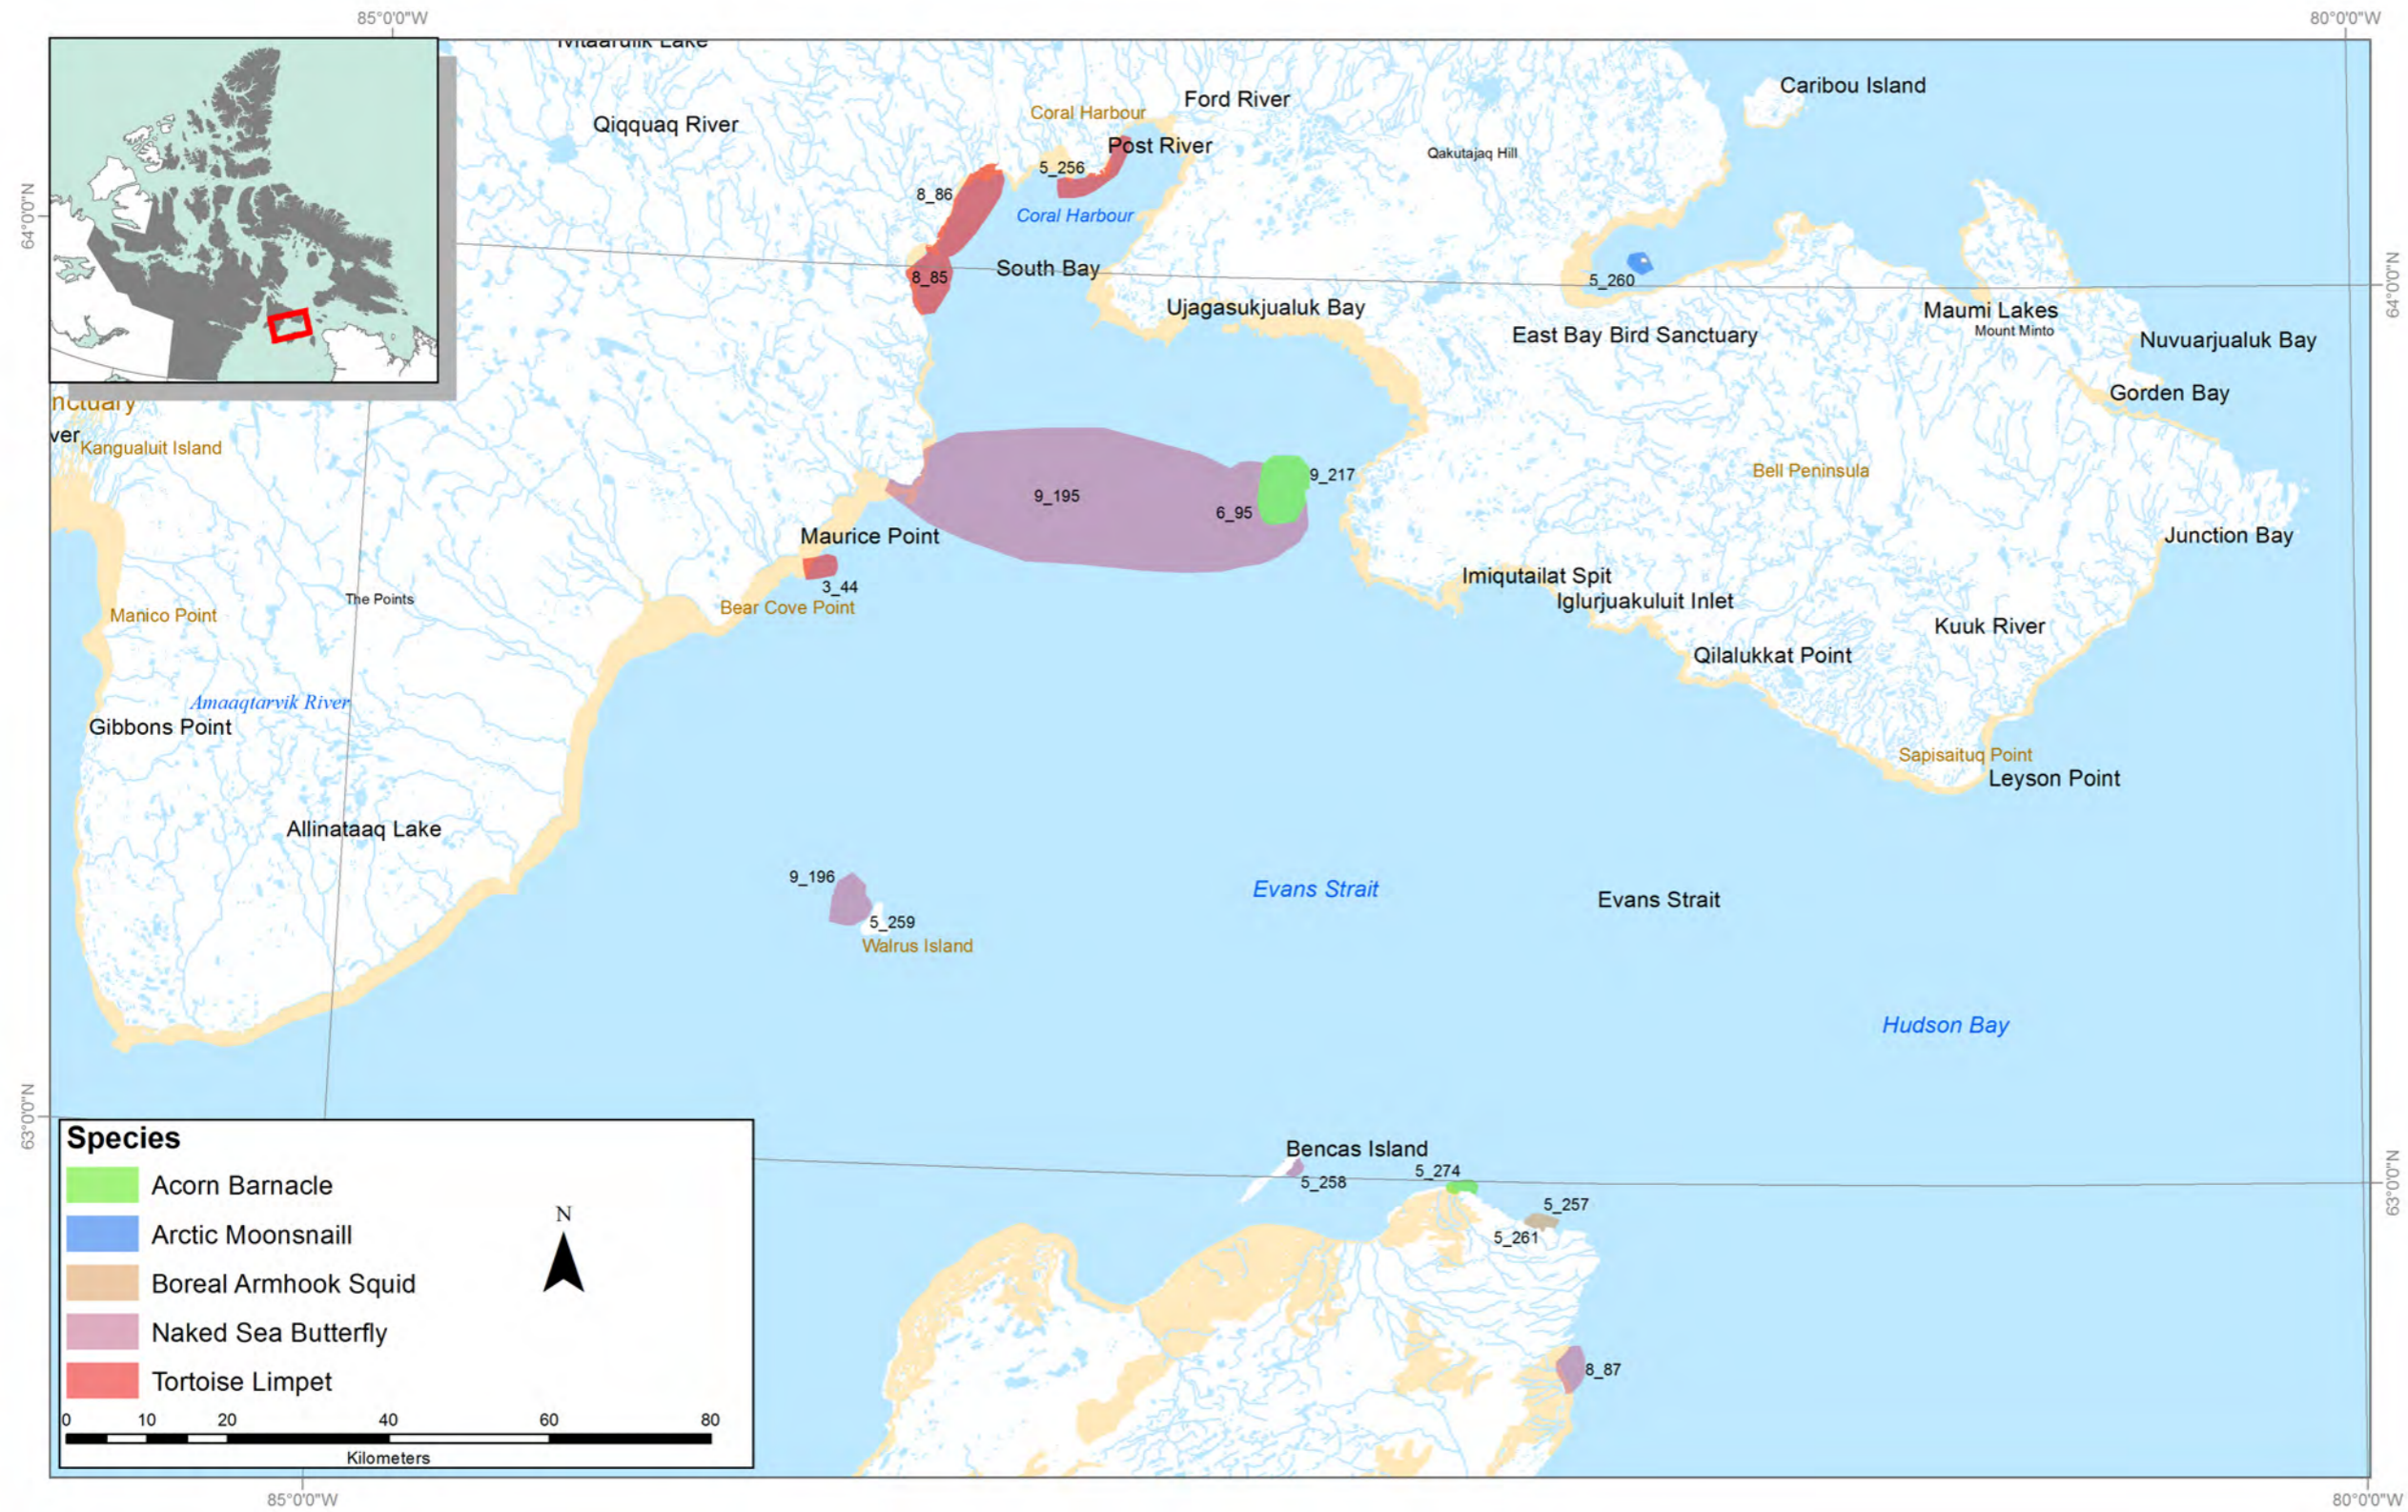 85°0'0"W
80°0'0"W
64°0'0"N
64°0'0"N
63°0'0"N
63°0'0"N
85°0'0"W
80°0'0"W
Caribou Island
Ford River
Coral Harbour
Qiqquaq River
Post River
Qakutajaq Hill
5_256
8_86
Coral Harbour
South Bay
8_85
5_260
Ujagasukjualuk Bay
Maumi Lakes
Mount Minto
East Bay Bird Sanctuary
Nuvuarjualuk Bay
Gorden Bay
nctuary
ver
Kangualuit Island
Bell Peninsula
9_217
9_195
6_95
Maurice Point
Junction Bay
Imiqutailat Spit
3_44
The Points
Iglurjuakuluit Inlet
Bear Cove Point
Manico Point
Kuuk River
Qilalukkat Point
Amaaqtarvik River
Gibbons Point
Sapisaituq Point
Leyson Point
Allinataaq Lake
9_196
Evans Strait
Evans Strait
5_259
Walrus Island
Hudson Bay
Bencas Island
5_274
5_258
5_257
5_261
8_87
Species
Acorn Barnacle
Arctic Moonsnaill
Boreal Armhook Squid
Naked Sea Butterfly
Tortoise Limpet
N
0 10 20 40 60 80
Kilometers